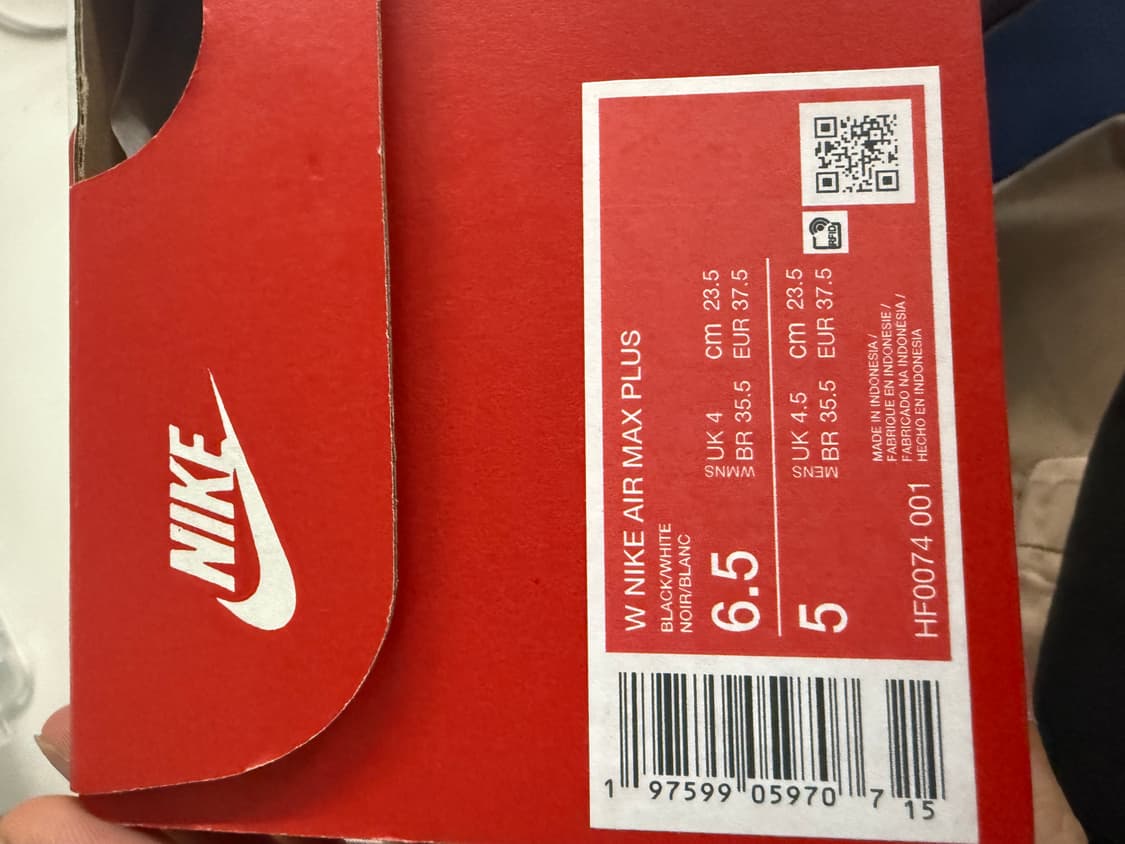 NIKE
W NIKE AIR MAX PLUS
BLACK/WHITE
NOIR/BLANC
6.5
WMNS
UK 4 cm 23.5
BR 35.5 EUR 37.5
5
MENS
UK 4.5 cm 23.5
BR 35.5 EUR 37.5
RFID
MADE IN INDONESIA /
FABRIQUE EN INDONESIE /
FABRICADO NA INDONÉSIA /
HECHO EN INDONESIA
HF0074 001
1 97599 05970 7 15